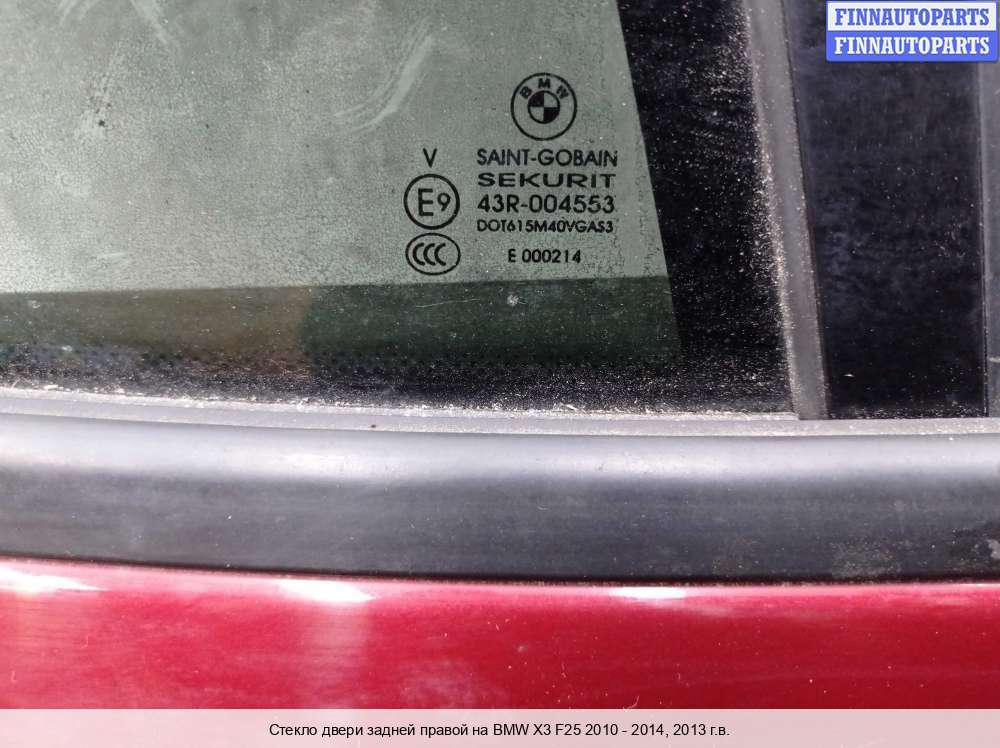 FINNAUTOPARTS
FINNAUTOPARTS
BMW
V
SAINT-GOBAIN
SEKURIT
E9
43R-004553
DOT615M40VGAS3
CCC
E 000214
Стекло двери задней правой на BMW X3 F25 2010 - 2014, 2013 г.в.